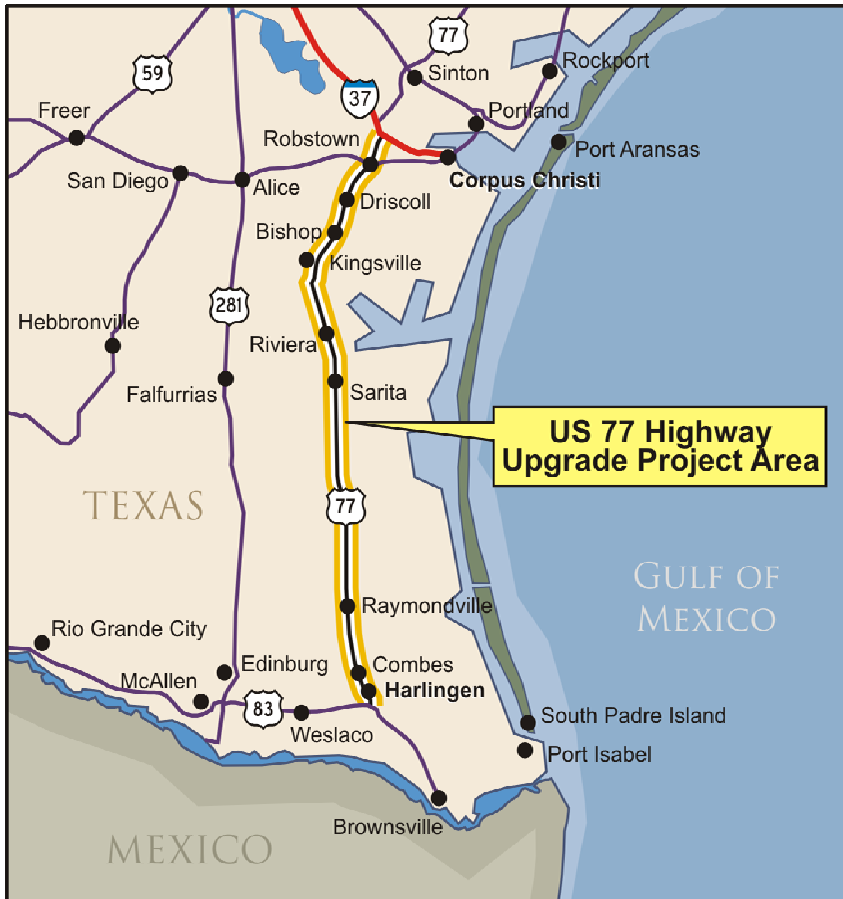 77
59
Sinton
Rockport
37
Freer
Portland
Robstown
Port Aransas
San Diego
Alice
Corpus Christi
Driscoll
Bishop
Kingsville
281
Hebbronville
Riviera
Falfurrias
Sarita
US 77 Highway
Upgrade Project Area
TEXAS
77
GULF OF
MEXICO
Raymondville
Rio Grande City
Edinburg
Combes
McAllen
Harlingen
83
South Padre Island
Weslaco
Port Isabel
Brownsville
MEXICO